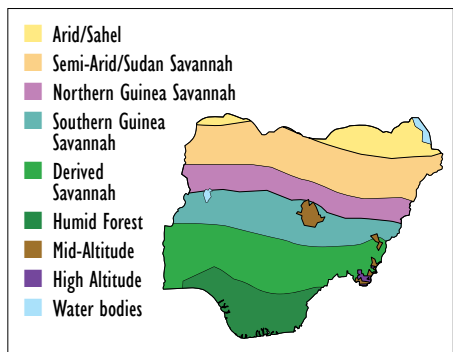 Arid/Sahel
Semi-Arid/Sudan Savannah
Northern Guinea Savannah
Southern Guinea
Savannah
Derived
Savannah
Humid Forest
Mid-Altitude
High Altitude
Water bodies